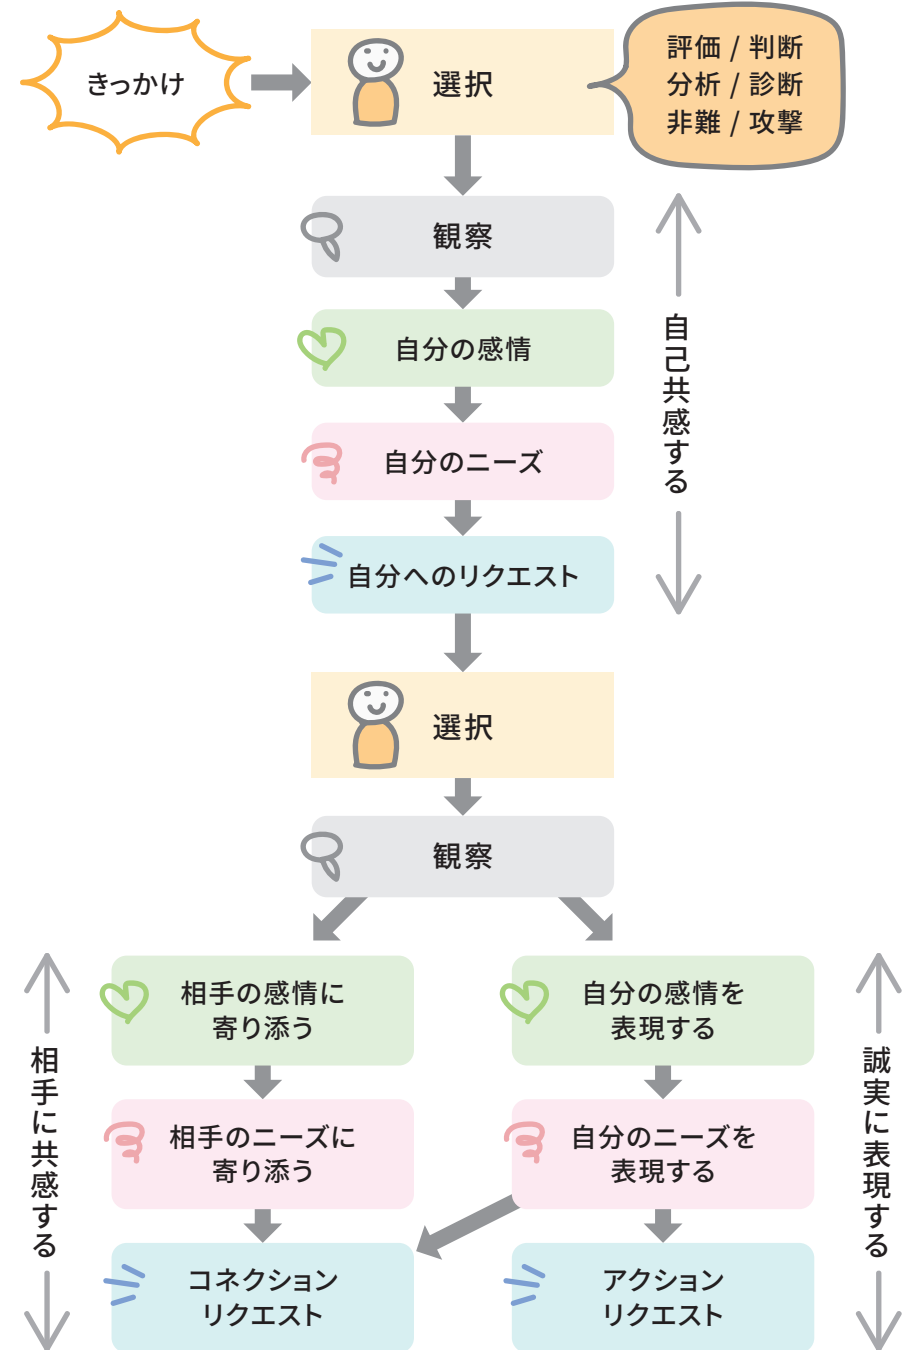 きっかけ
選択
評価 / 判断
分析 / 診断
非難 / 攻撃
観察
自分の感情
自分のニーズ
自分へのリクエスト
自己共感する
選択
観察
相手の感情に
寄り添う
自分の感情を
表現する
相手のニーズに
寄り添う
自分のニーズを
表現する
コネクション
リクエスト
アクション
リクエスト
相手に共感する
誠実に表現する